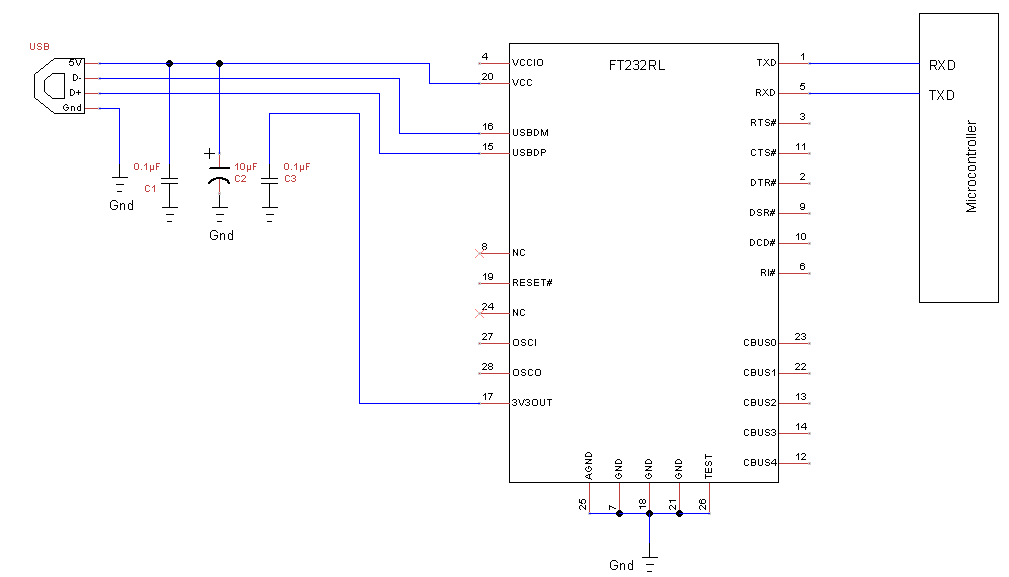 USB
5V
D-
D+
Gnd
0.1µF
C1
Gnd
+
10µF
C2
Gnd
0.1µF
C3
FT232RL
4 VCCIO
20 VCC
16 USBDM
15 USBDP
8 NC
19 RESET#
24 NC
27 OSCI
28 OSCO
17 3V3OUT
TXD 1
RXD 5
RTS# 3
CTS# 11
DTR# 2
DSR# 9
DCD# 10
RI# 6
CBUS0 23
CBUS1 22
CBUS2 13
CBUS3 14
CBUS4 12
AGND 25
GND 7
GND 18
GND 21
TEST 26
Gnd
RXD
TXD
Microcontroller